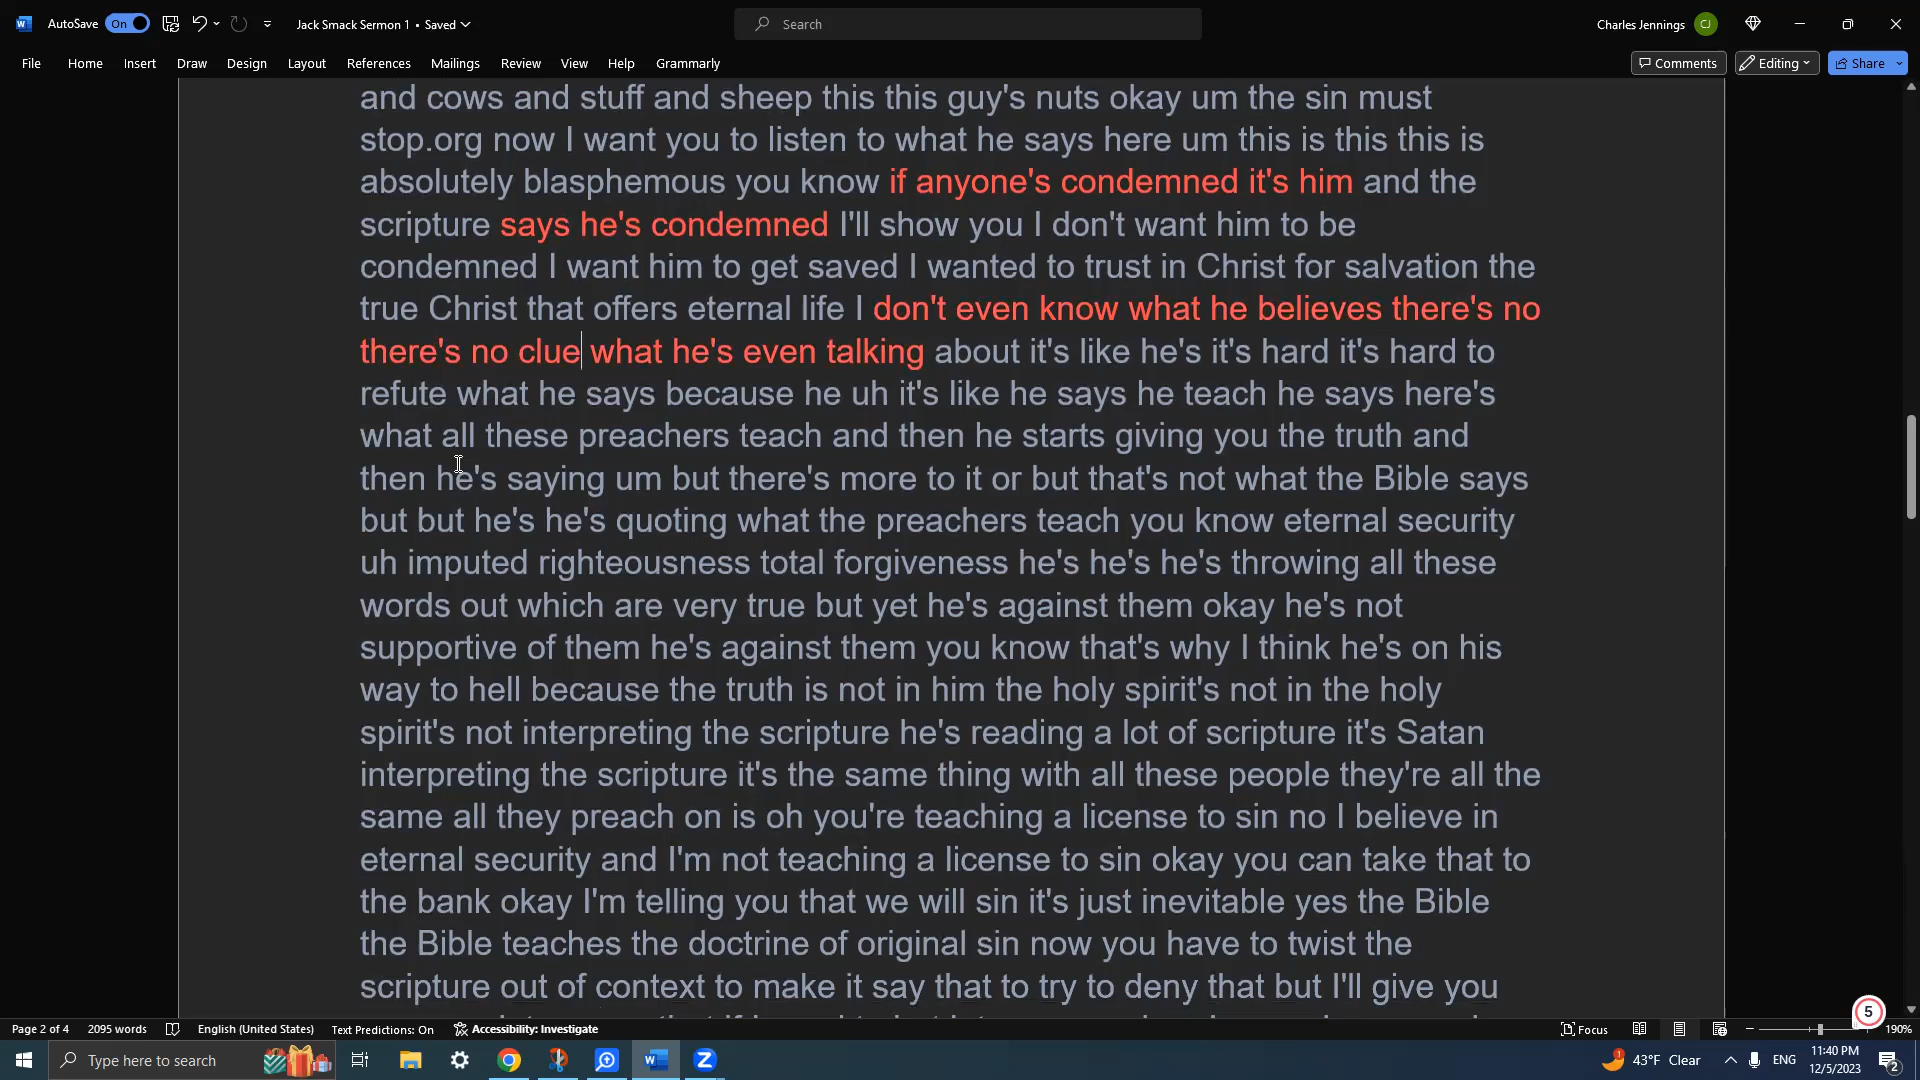 AutoSave On Jack Smack Sermon 1 • Saved Search Charles Jennings CJ
File Home Insert Draw Design Layout References Mailings Review View Help Grammarly Comments Editing Share
and cows and stuff and sheep this this guy's nuts okay um the sin must
stop.org now I want you to listen to what he says here um this is this this is
absolutely blasphemous you know if anyone's condemned it's him and the
scripture says he's condemned I'll show you I don't want him to be
condemned I want him to get saved I wanted to trust in Christ for salvation the
true Christ that offers eternal life I don't even know what he believes there's no
there's no clue what he's even talking about it's like he's it's hard it's hard to
refute what he says because he uh it's like he says he teach he says here's
what all these preachers teach and then he starts giving you the truth and
then he's saying um but there's more to it or but that's not what the Bible says
but but he's he's quoting what the preachers teach you know eternal security
uh imputed righteousness total forgiveness he's he's he's throwing all these
words out which are very true but yet he's against them okay he's not
supportive of them he's against them you know that's why I think he's on his
way to hell because the truth is not in him the holy spirit's not in the holy
spirit's not interpreting the scripture he's reading a lot of scripture it's Satan
interpreting the scripture it's the same thing with all these people they're all the
same all they preach on is oh you're teaching a license to sin no I believe in
eternal security and I'm not teaching a license to sin okay you can take that to
the bank okay I'm telling you that we will sin it's just inevitable yes the Bible
the Bible teaches the doctrine of original sin now you have to twist the
scripture out of context to make it say that to try to deny that but I'll give you
Page 2 of 4 2095 words English (United States) Text Predictions: On Accessibility: Investigate Focus 190%
5
Type here to search 43°F Clear ENG 11:40 PM
12/5/2023 2